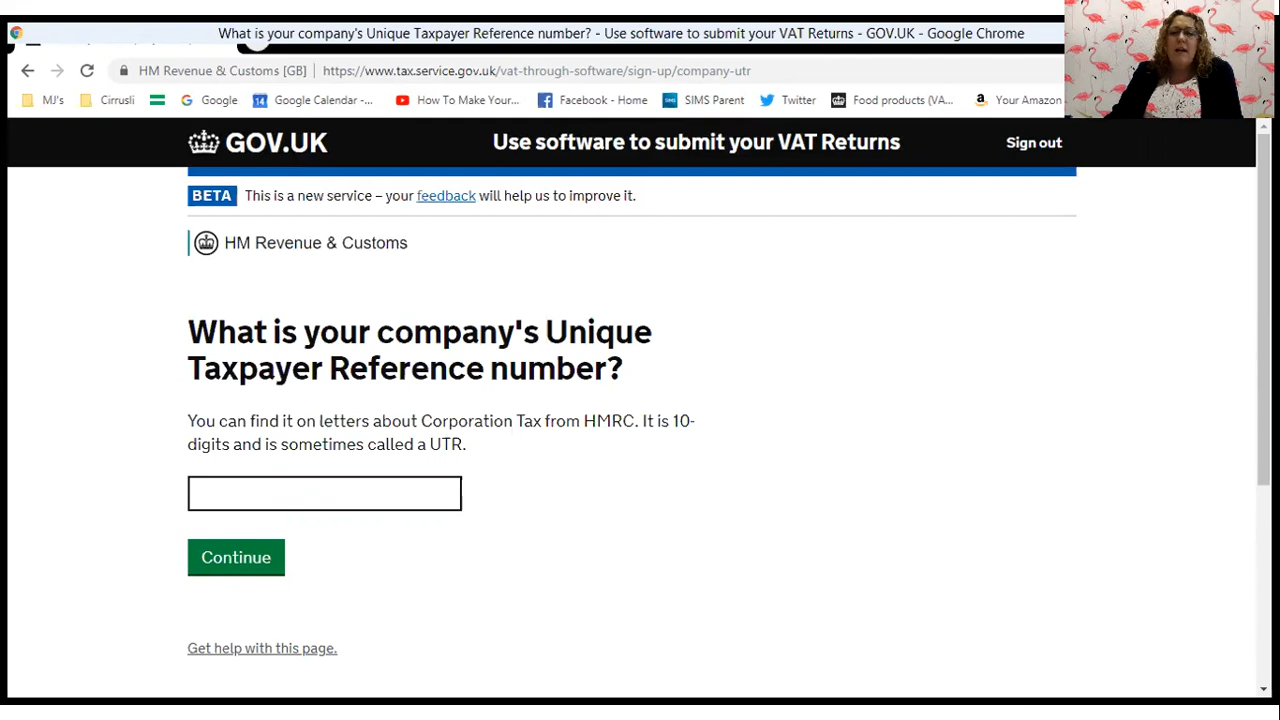 What is your company's Unique Taxpayer Reference number? - Use software to submit your VAT Returns - GOV.UK - Google Chrome
HM Revenue & Customs [GB] | https://www.tax.service.gov.uk/vat-through-software/sign-up/company-utr
MJ's Cirrusli Google 14 Google Calendar -... How To Make Your... Facebook - Home SIMS SIMS Parent Twitter Food products (VA... a Your Amazon
GOV.UK Use software to submit your VAT Returns Sign out
BETA This is a new service – your feedback will help us to improve it.
HM Revenue & Customs
What is your company's Unique
Taxpayer Reference number?
You can find it on letters about Corporation Tax from HMRC. It is 10-
digits and is sometimes called a UTR.
Continue
Get help with this page.